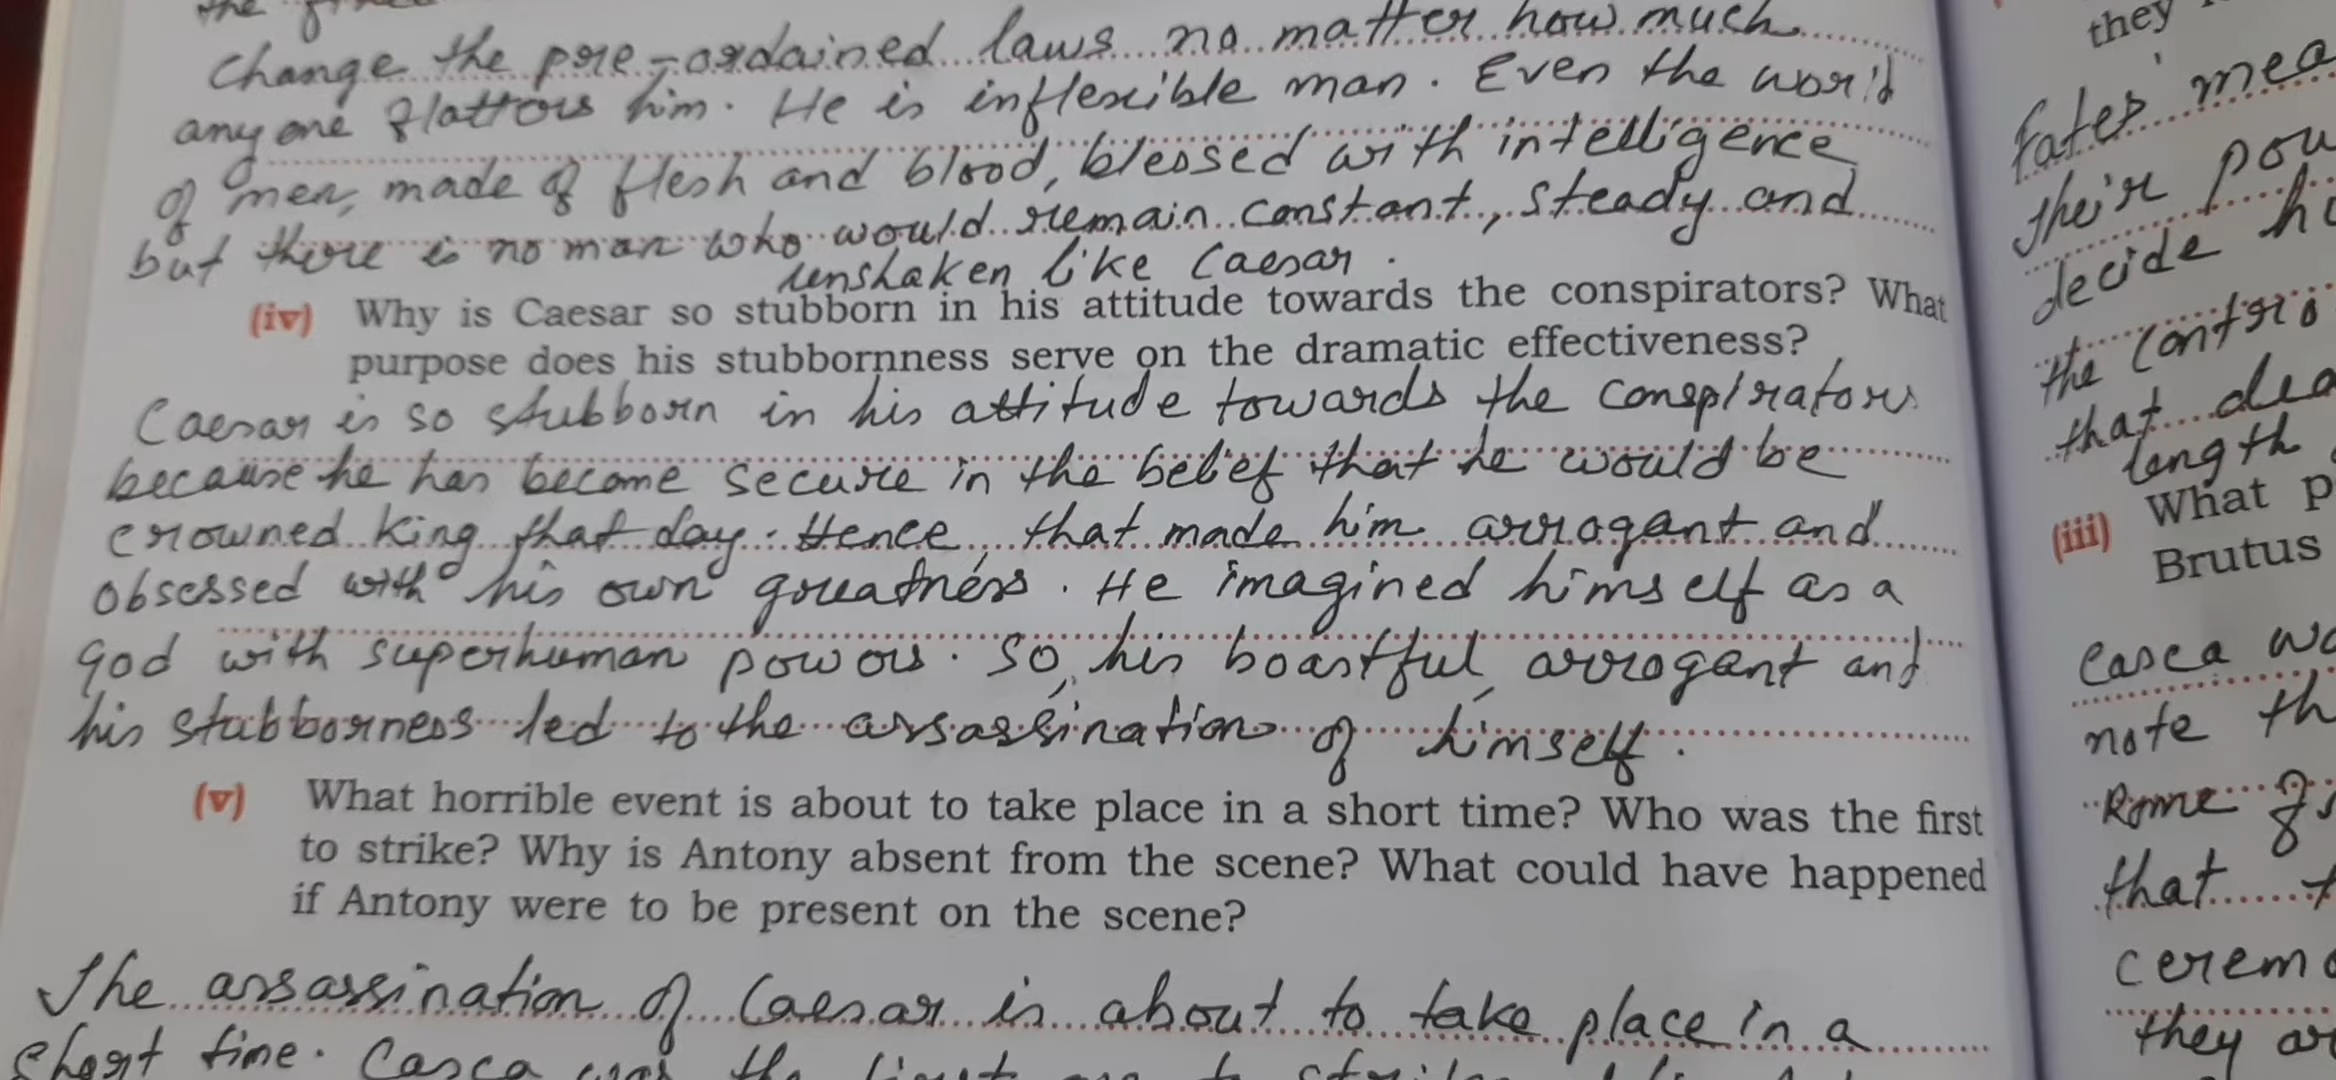 the
change the pre-ordained laws no matter how much
anyone flatters him. He is inflexible man. Even the world
of men, made of flesh and blood, blessed with intelligence
but there is no man who would remain constant, steady and
unshaken like Caesar.
(iv) Why is Caesar so stubborn in his attitude towards the conspirators? What
purpose does his stubbornness serve on the dramatic effectiveness?
Caesar is so stubborn in his attitude towards the conspirators
because he has become secure in the belief that he would be
crowned king that day. Hence, that made him arrogant and
obsessed with his own greatness. He imagined himself as a
god with superhuman powers. So, his boastful, arrogant and
his stubborness led to the assassination of himself.
(v) What horrible event is about to take place in a short time? Who was the first
to strike? Why is Antony absent from the scene? What could have happened
if Antony were to be present on the scene?
The assassination of Caesar is about to take place in a
short time. Casca was the first one to strike
they
Fates
their
decide
the
that
length
(iii) What
Brutus
Casca
note
Rome
that
they